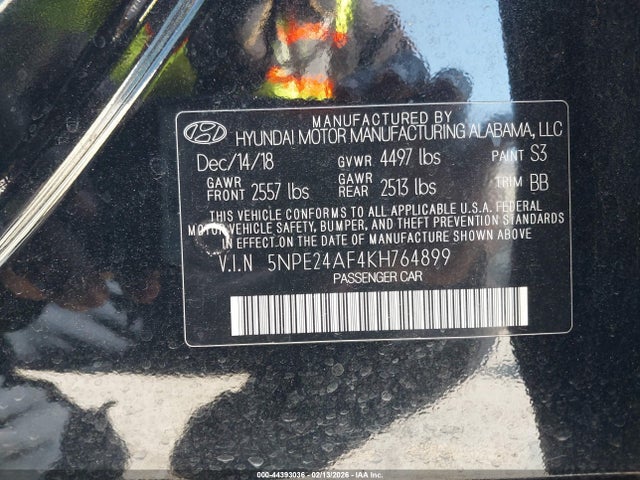 MANUFACTURED BY
HYUNDAI MOTOR MANUFACTURING ALABAMA, LLC
Dec/14/18 GVWR 4497 lbs PAINT S3
GAWR FRONT 2557 lbs GAWR REAR 2513 lbs TRIM BB
THIS VEHICLE CONFORMS TO ALL APPLICABLE U.S.A. FEDERAL
MOTOR VEHICLE SAFETY, BUMPER, AND THEFT PREVENTION STANDARDS
IN EFFECT ON THE DATE OF MANUFACTURE SHOWN ABOVE
V.I.N 5NPE24AF4KH764899
PASSENGER CAR
000-44393036 - 02/13/2026 - IAA Inc.